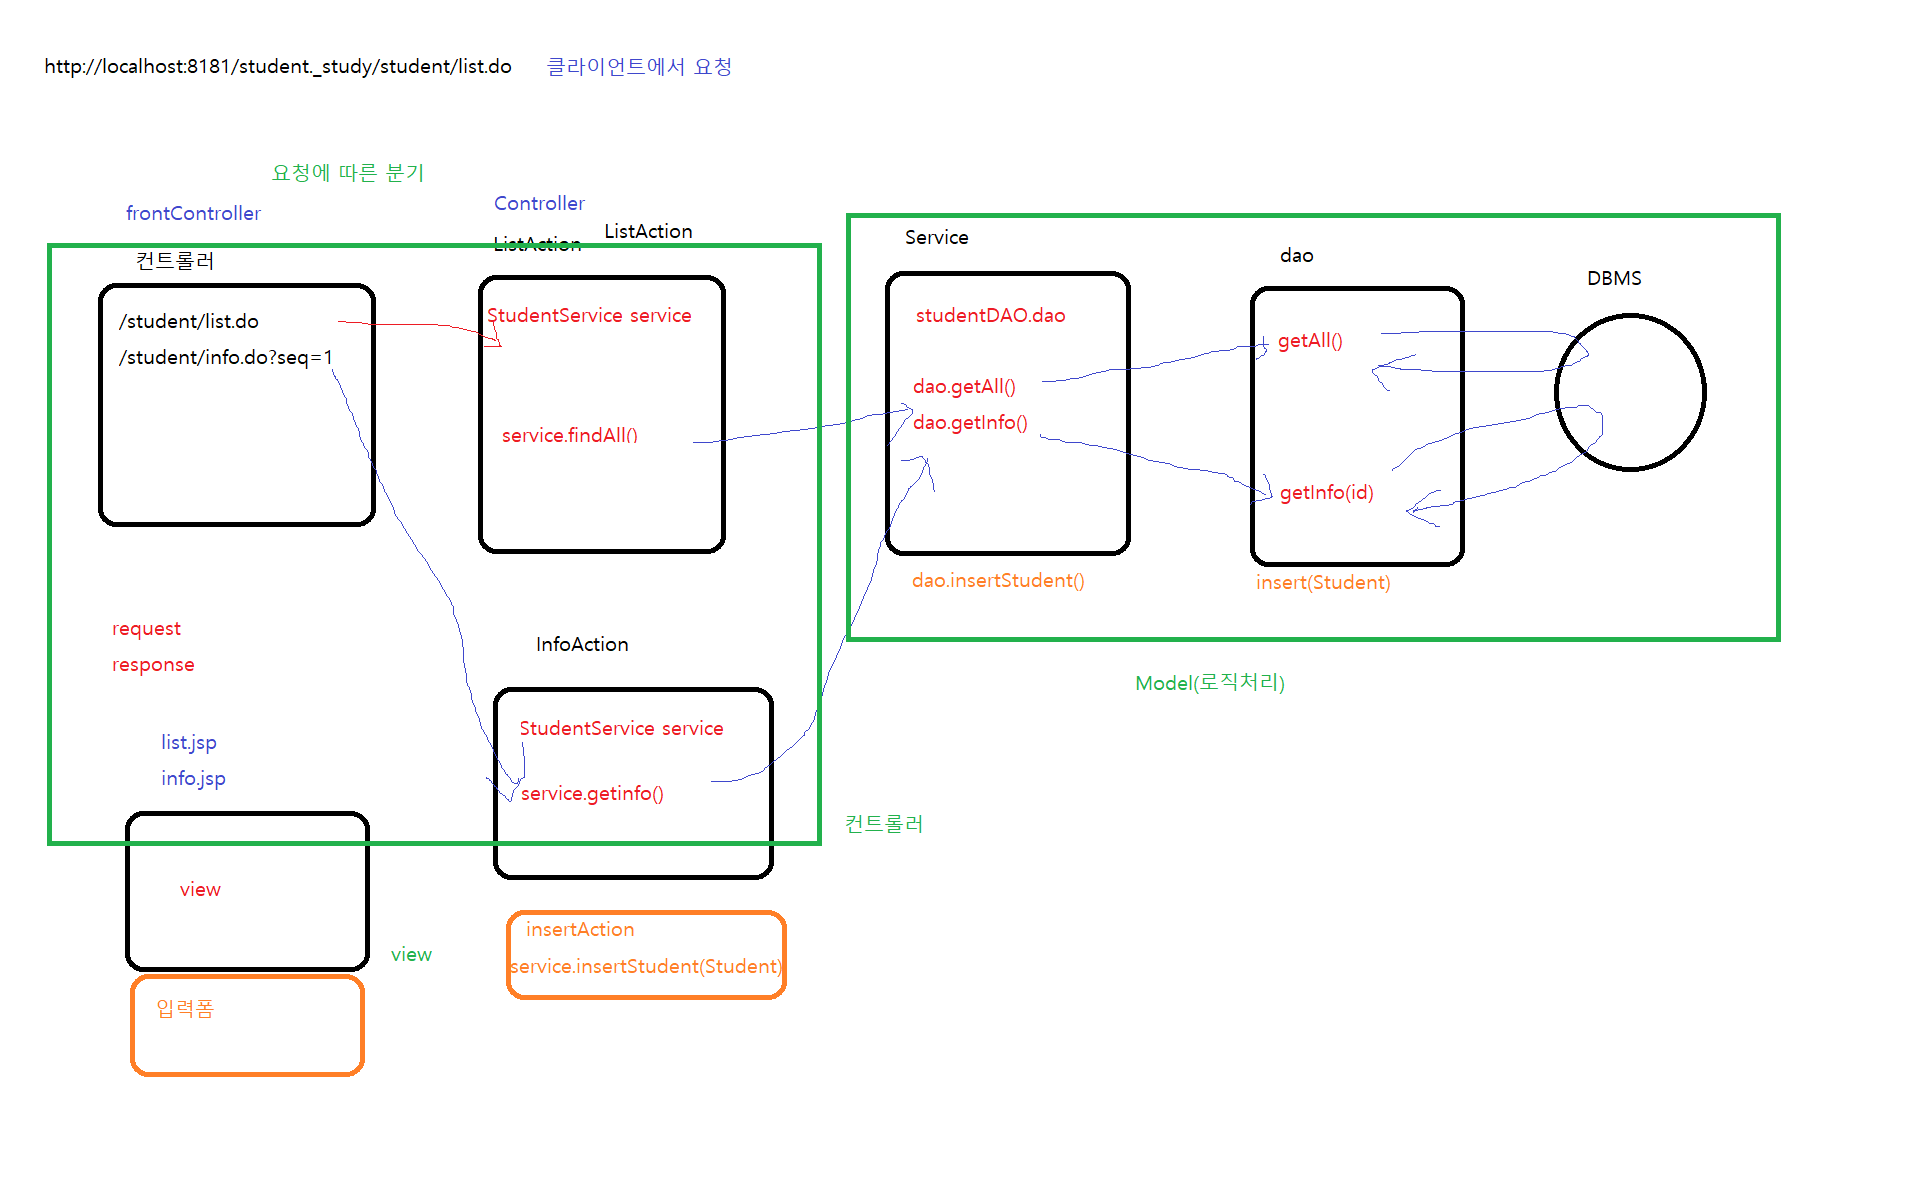 http://localhost:8181/student._study/student/list.do 클라이언트에서 요청
요청에 따른 분기
frontController
컨트롤러
/student/list.do
/student/info.do?seq=1
Controller
ListAction
ListAction
StudentService service
service.findAll()
Service
studentDAO.dao
dao.getAll()
dao.getInfo()
dao.insertStudent()
dao
getAll()
getInfo(id)
insert(Student)
DBMS
Model(로직처리)
request
response
InfoAction
StudentService service
service.getinfo()
컨트롤러
list.jsp
info.jsp
view
view
입력폼
insertAction
service.insertStudent(Student)